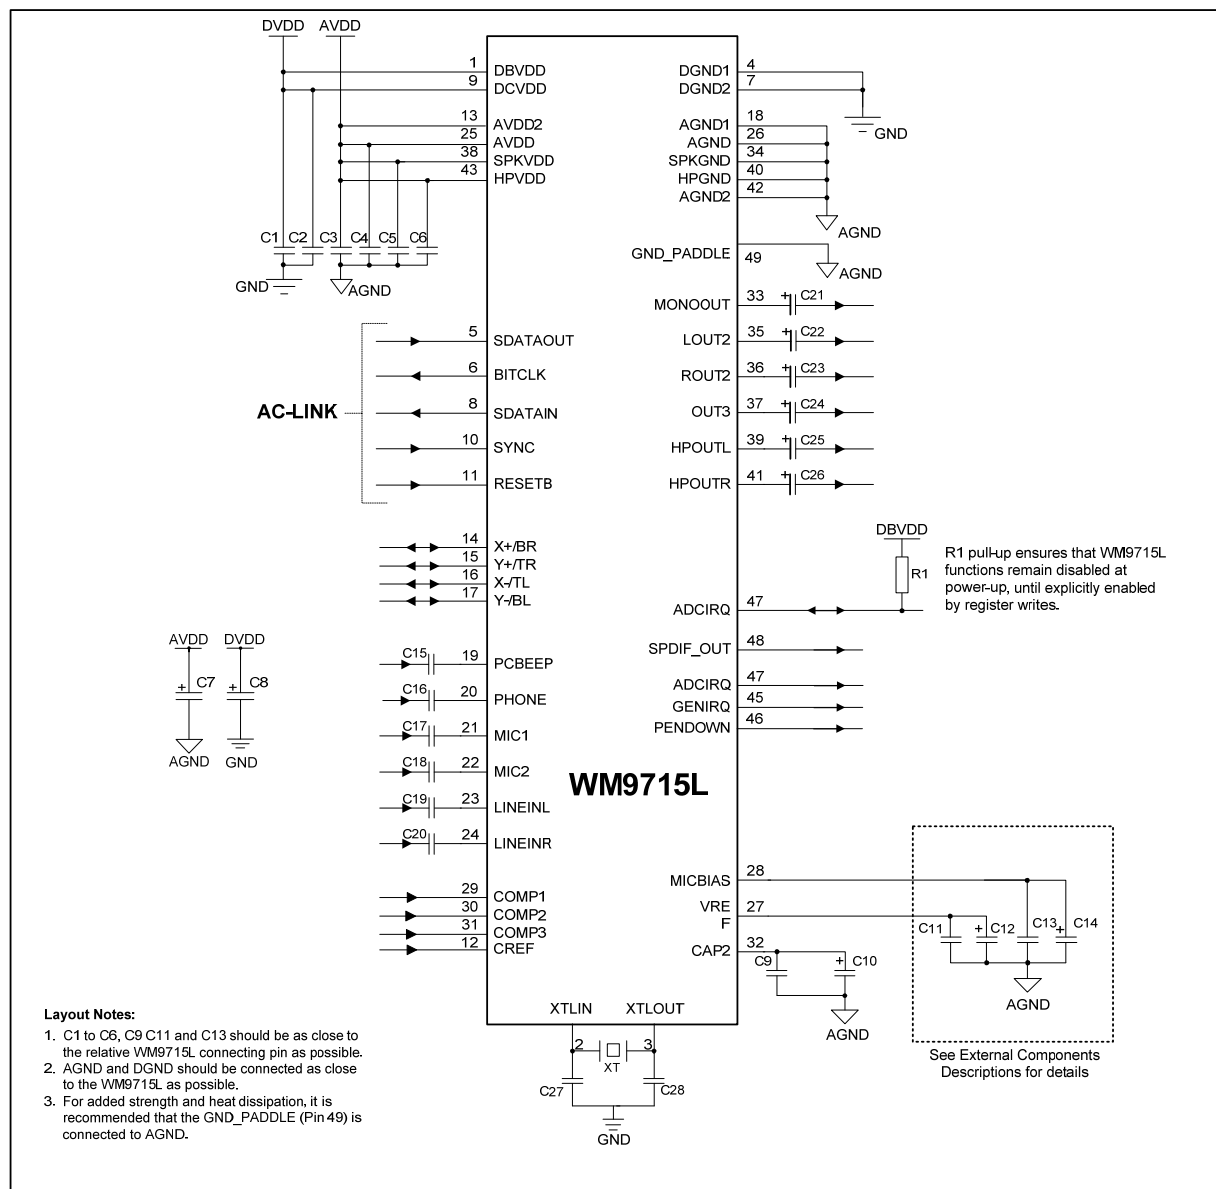 DVDD AVDD
1 DBVDD
9 DCVDD
13 AVDD2
25 AVDD
38 SPKVDD
43 HPVDD
C1 C2 C3 C4 C5 C6
GND AGND
DGND1 4
DGND2 7
GND
AGND1 18
AGND 26
SPKGND 34
HPGND 40
AGND2 42
AGND
GND_PADDLE 49
AGND
MONOOUT 33 + C21
LOUT2 35 + C22
ROUT2 36 + C23
OUT3 37 + C24
HPOUTL 39 + C25
HPOUTR 41 + C26
AC-LINK
5 SDATAOUT
6 BITCLK
8 SDATAIN
10 SYNC
11 RESETB
14 X+/BR
15 Y+/TR
16 X-/TL
17 Y-/BL
DBVDD
R1
R1 pull-up ensures that WM9715L
functions remain disabled at
power-up, until explicitly enabled
by register writes.
ADCIRQ 47
SPDIF_OUT 48
ADCIRQ 47
GENIRQ 45
PENDOWN 46
AVDD DVDD
+ C7 + C8
AGND GND
C15 19 PCBEEP
C16 20 PHONE
C17 21 MIC1
C18 22 MIC2
C19 23 LINEINL
C20 24 LINEINR
WM9715L
29 COMP1
30 COMP2
31 COMP3
12 CREF
MICBIAS 28
VRE
F
27
CAP2 32
C9 + C10
AGND
C11 + C12 C13 + C14
AGND
See External Components
Descriptions for details
XTLIN XTLOUT
2 3
XT
C27 C28
GND
Layout Notes:
1. C1 to C6, C9 C11 and C13 should be as close to
the relative WM9715L connecting pin as possible.
2. AGND and DGND should be connected as close
to the WM9715L as possible.
3. For added strength and heat dissipation, it is
recommended that the GND_PADDLE (Pin 49) is
connected to AGND.